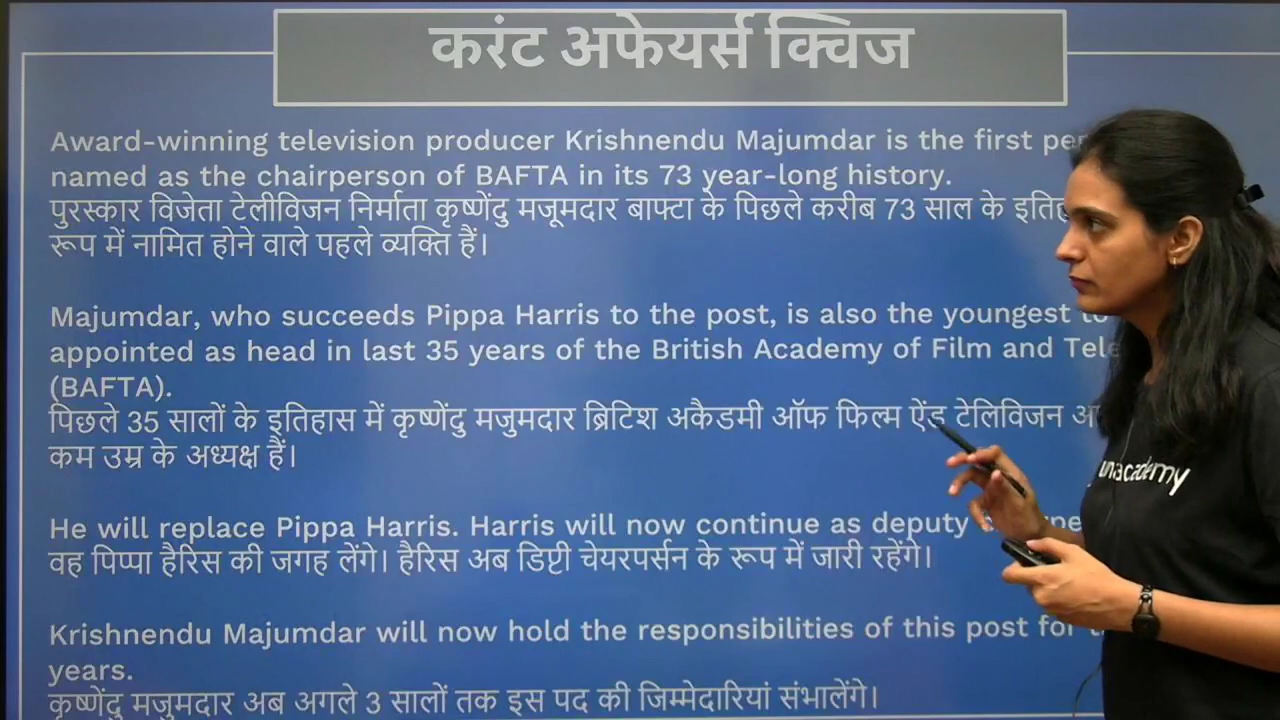 करंट अफेयर्स क्विज
Award-winning television producer Krishnendu Majumdar is the first
named as the chairperson of BAFTA in its 73 year-long history.
पुरस्कार विजेता टेलीविजन निर्माता कृष्णेंदु मजूमदार बाफ्टा के पिछले करीब 73 साल के
रूप में नामित होने वाले पहले व्यक्ति हैं।
Majumdar, who succeeds Pippa Harris to the post, is also the youngest to
appointed as head in last 35 years of the British Academy of Film and
(BAFTA).
पिछले 35 सालों के इतिहास में कृष्णेंदु मजुमदार ब्रिटिश अकैडमी ऑफ फिल्म ऐंड टेलिविजन
कम उम्र के अध्यक्ष हैं।
He will replace Pippa Harris. Harris will now continue as deputy
वह पिप्पा हैरिस की जगह लेंगे। हैरिस अब डिप्टी चेयरपर्सन के रूप में जारी रहेंगे।
Krishnendu Majumdar will now hold the responsibilities of this post for
years.
कृष्णेंदु मजुमदार अब अगले 3 सालों तक इस पद की जिम्मेदारियां संभालेंगे।
unacademy